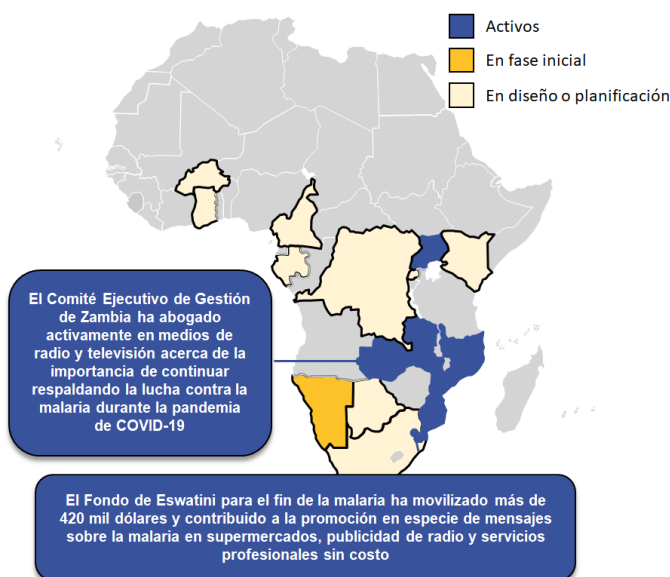 Activos
En fase inicial
En diseño o planificación
El Comité Ejecutivo de Gestión
de Zambia ha abogado
activamente en medios de
radio y televisión acerca de la
importancia de continuar
respaldando la lucha contra la
malaria durante la pandemia
de COVID-19
El Fondo de Eswatini para el fin de la malaria ha movilizado más de
420 mil dólares y contribuido a la promoción en especie de mensajes
sobre la malaria en supermercados, publicidad de radio y servicios
profesionales sin costo